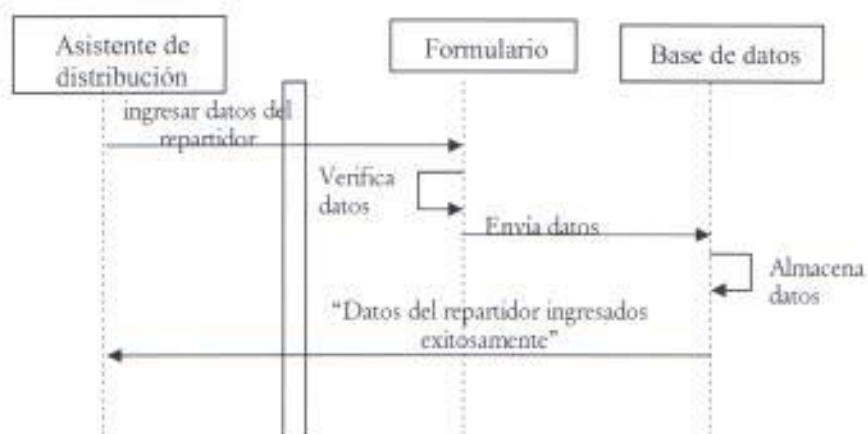 Asistente de
distribución
Formulario
Base de datos
ingresar datos del
repartidor
Verifica
datos
Envia datos
Almacena
datos
“Datos del repartidor ingresados
exitosamente”